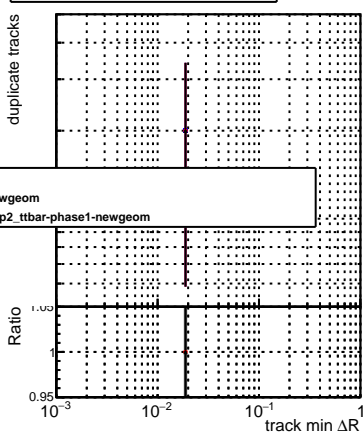 duplicate tracks
wgeom
p2_ttbar-phase1-newgeom
1.05
Ratio
1
0.95
10⁻³ 10⁻² 10⁻¹ 1
track min ΔR